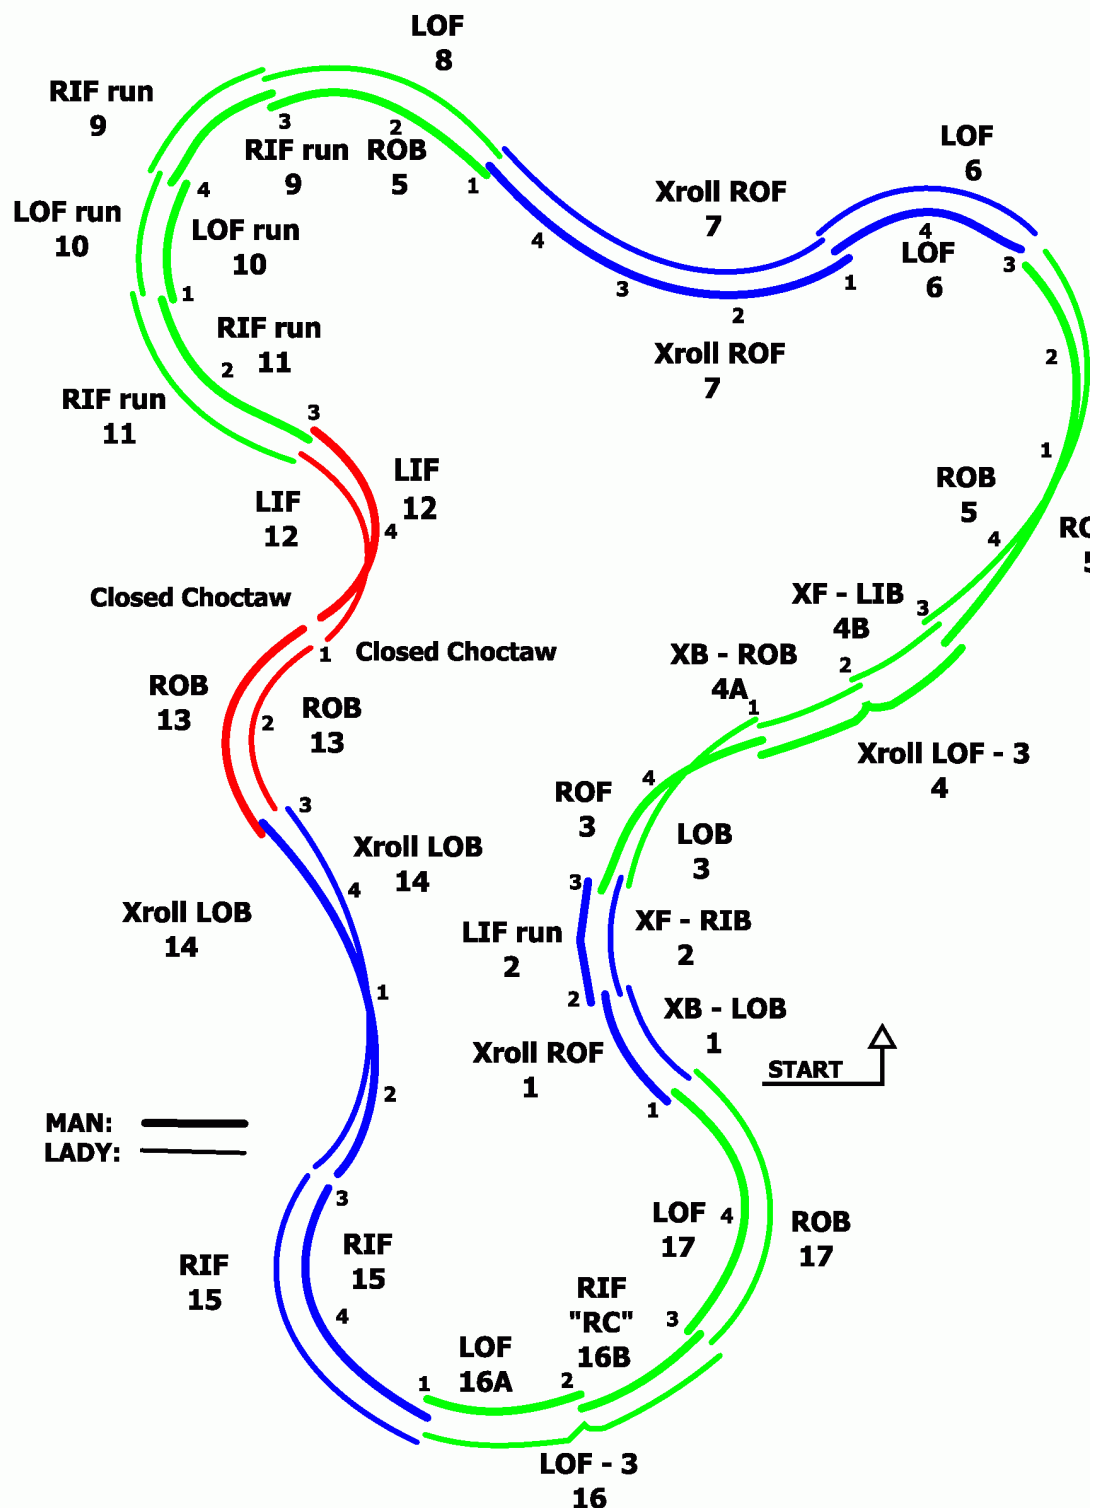 LOF
8
RIF run
9
3
2
RIF run
9
ROB
5
1
LOF
6
Xroll ROF
7
4
LOF
6
3
4
LOF run
10
LOF run
10
4
3
2
1
Xroll ROF
7
1
RIF run
11
2
RIF run
11
3
2
1
LIF
12
LIF
12
4
ROB
5
4
RO
5
Closed Choctaw
1
Closed Choctaw
XF - LIB
4B
3
2
XB - ROB
4A
1
ROB
13
2
ROB
13
Xroll LOF - 3
4
4
ROF
3
LOB
3
3
Xroll LOB
14
4
Xroll LOB
14
3
LIF run
2
2
XF - RIB
2
1
XB - LOB
1
Xroll ROF
1
1
START
2
MAN:
LADY:
3
RIF
15
RIF
15
4
LOF
17
4
ROB
17
RIF
"RC"
16B
3
LOF
16A
1
2
LOF - 3
16